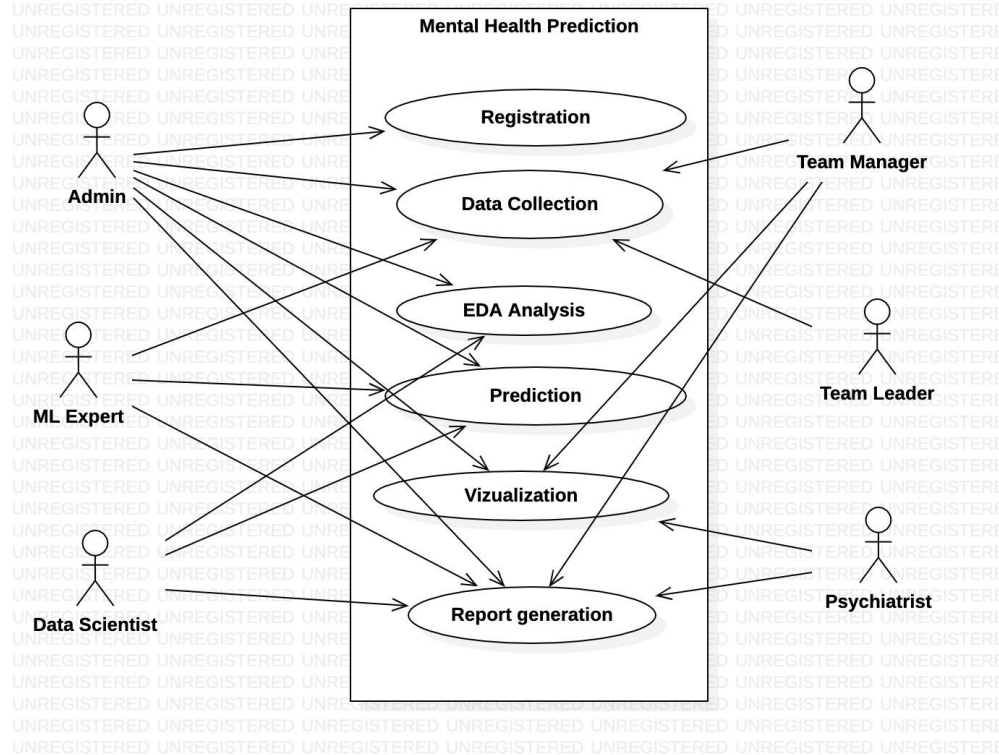 Mental Health Prediction
Registration
Data Collection
EDA Analysis
Prediction
Vizualization
Report generation
Admin
ML Expert
Data Scientist
Team Manager
Team Leader
Psychiatrist
UNREGISTERED